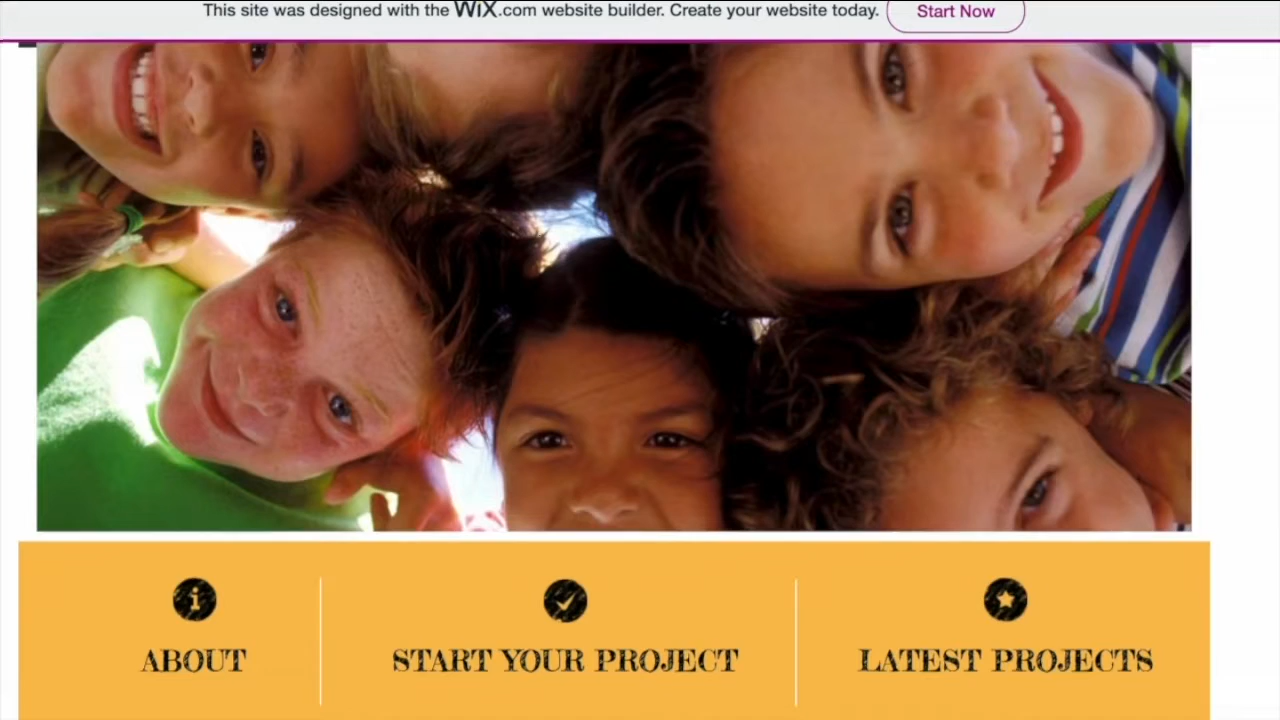 This site was designed with the WiX.com website builder. Create your website today. Start Now
ABOUT
START YOUR PROJECT
LATEST PROJECTS